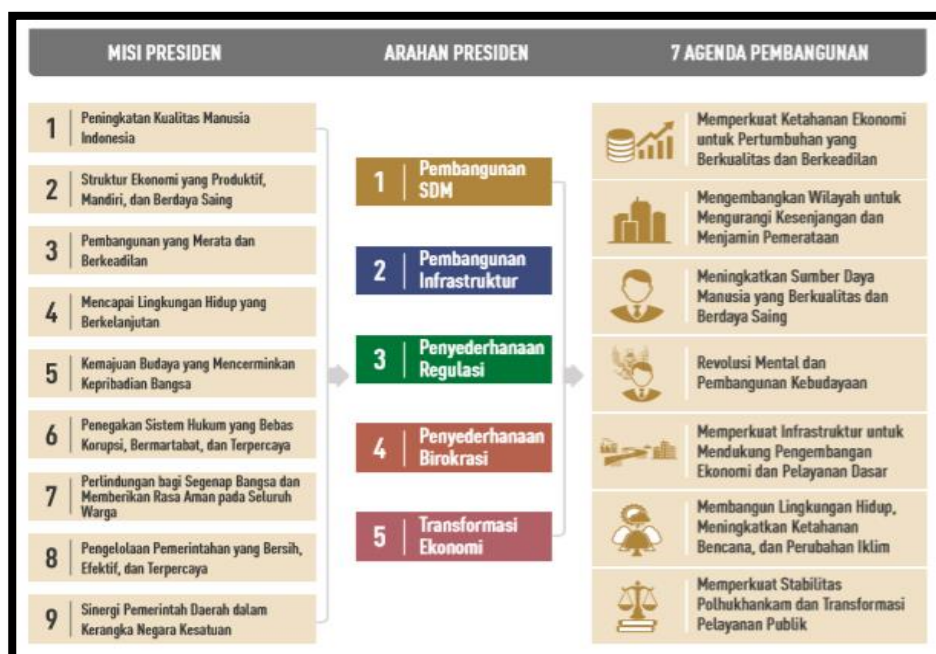 MISI PRESIDEN
ARAHAN PRESIDEN
7 AGENDA PEMBANGUNAN
1
Peningkatan Kualitas Manusia
Indonesia
2
Struktur Ekonomi yang Produktif,
Mandiri, dan Berdaya Saing
3
Pembangunan yang Merata dan
Berkeadilan
4
Mencapai Lingkungan Hidup yang
Berkelanjutan
5
Kemajuan Budaya yang Mencerminkan
Kepribadian Bangsa
6
Penegakan Sistem Hukum yang Bebas
Korupsi, Bermartabat, dan Terpercaya
7
Perlindungan bagi Segenap Bangsa dan
Memberikan Rasa Aman pada Seluruh
Warga
8
Pengelolaan Pemerintahan yang Bersih,
Efektif, dan Terpercaya
9
Sinergi Pemerintah Daerah dalam
Kerangka Negara Kesatuan
1
Pembangunan
SDM
2
Pembangunan
Infrastruktur
3
Penyederhanaan
Regulasi
4
Penyederhanaan
Birokrasi
5
Transformasi
Ekonomi
Memperkuat Ketahanan Ekonomi
untuk Pertumbuhan yang
Berkualitas dan Berkeadilan
Mengembangkan Wilayah untuk
Mengurangi Kesenjangan dan
Menjamin Pemerataan
Meningkatkan Sumber Daya
Manusia yang Berkualitas dan
Berdaya Saing
Revolusi Mental dan
Pembangunan Kebudayaan
Memperkuat Infrastruktur untuk
Mendukung Pengembangan
Ekonomi dan Pelayanan Dasar
Membangun Lingkungan Hidup,
Meningkatkan Ketahanan
Bencana, dan Perubahan Iklim
Memperkuat Stabilitas
Polhukhankam dan Transformasi
Pelayanan Publik